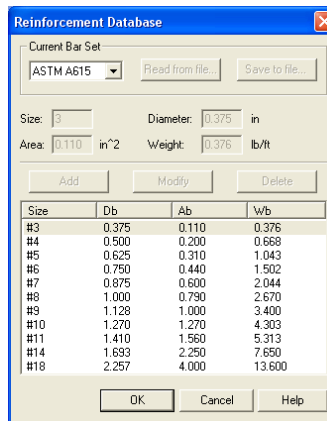 Reinforcement Database
Current Bar Set
ASTM A615 Read from file... Save to file...
Size: 3 Diameter: 0.375 in
Area: 0.110 in^2 Weight: 0.376 lb/ft
Add Modify Delete
Size Db Ab Wb
#3 0.375 0.110 0.376
#4 0.500 0.200 0.668
#5 0.625 0.310 1.043
#6 0.750 0.440 1.502
#7 0.875 0.600 2.044
#8 1.000 0.790 2.670
#9 1.128 1.000 3.400
#10 1.270 1.270 4.303
#11 1.410 1.560 5.313
#14 1.693 2.250 7.650
#18 2.257 4.000 13.600
OK Cancel Help